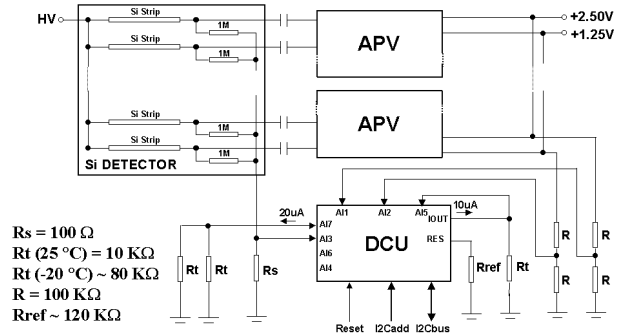 HV
Si Strip
1M
Si Strip
1M
Si Strip
1M
Si Strip
1M
Si DETECTOR
APV
APV
+2.50V
+1.25V
20uA
10uA
AI1
AI2
AI5
IOUT
AI7
AI3
AI6
AI4
DCU
RES
Rt
Rt
Rs
Rref
Rt
R
R
R
R
Reset
I2Cadd
I2Cbus
Rs = 100 Ω
Rt (25 °C) = 10 KΩ
Rt (-20 °C) ~ 80 KΩ
R = 100 KΩ
Rref ~ 120 KΩ